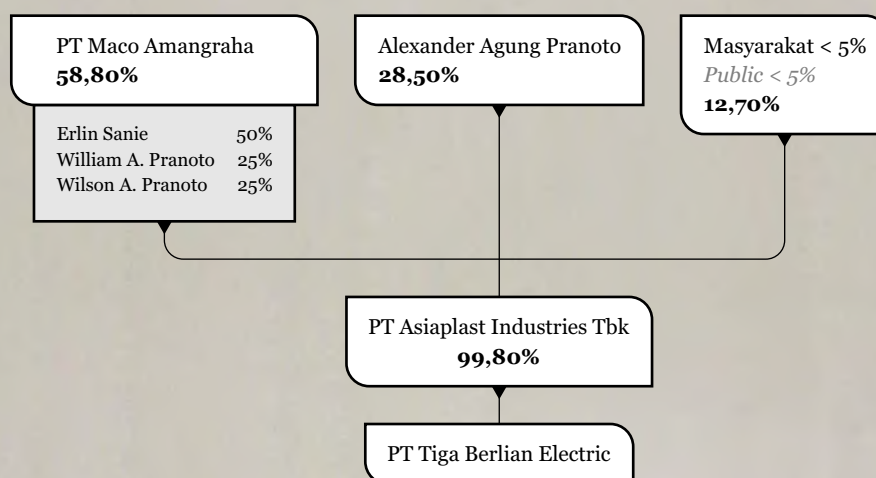 PT Maco Amangraha
58,80%
Erlin Sanie 50%
William A. Pranoto 25%
Wilson A. Pranoto 25%
Alexander Agung Pranoto
28,50%
Masyarakat < 5%
Public < 5%
12,70%
PT Asiaplast Industries Tbk
99,80%
PT Tiga Berlian Electric